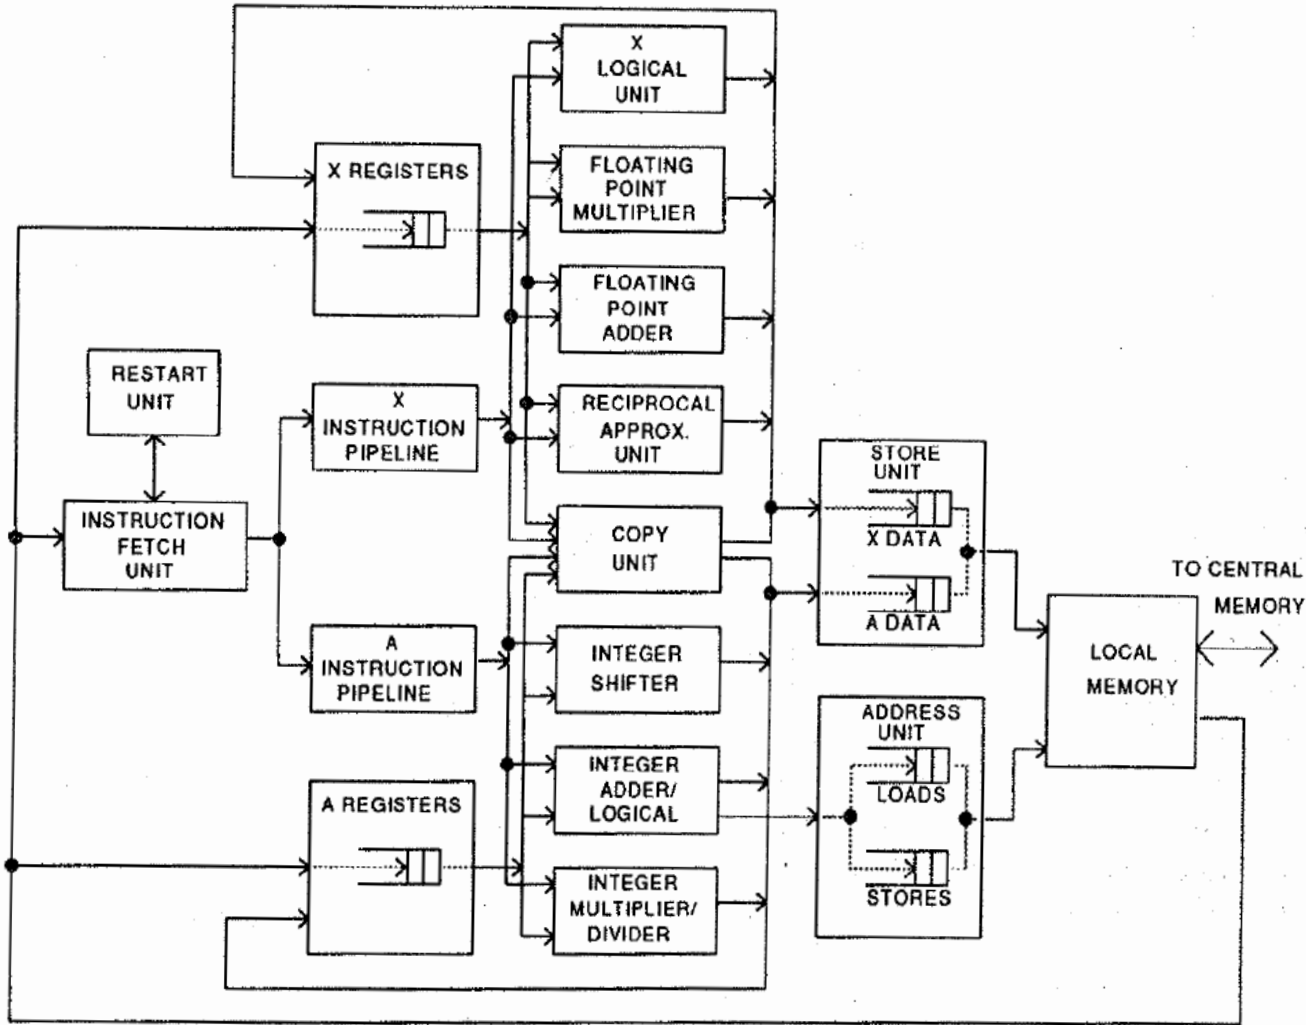 X
LOGICAL
UNIT
X REGISTERS
FLOATING
POINT
MULTIPLIER
FLOATING
POINT
ADDER
RESTART
UNIT
X
INSTRUCTION
PIPELINE
RECIPROCAL
APPROX.
UNIT
INSTRUCTION
FETCH
UNIT
COPY
UNIT
STORE
UNIT
X DATA
A DATA
TO CENTRAL
MEMORY
LOCAL
MEMORY
A
INSTRUCTION
PIPELINE
INTEGER
SHIFTER
ADDRESS
UNIT
LOADS
STORES
A REGISTERS
INTEGER
ADDER/
LOGICAL
INTEGER
MULTIPLIER/
DIVIDER